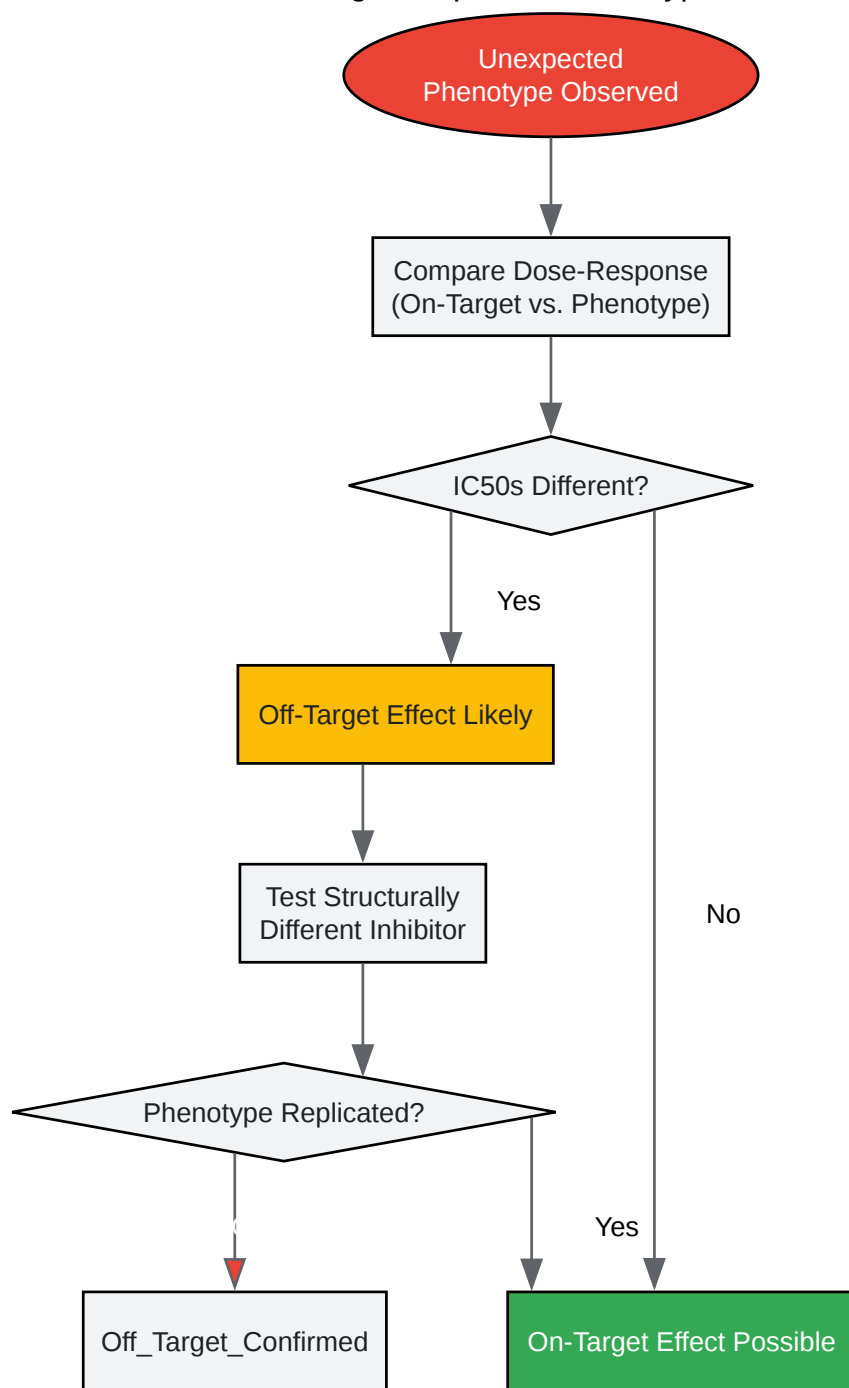 Unexpected
Phenotype Observed
Compare Dose-Response
(On-Target vs. Phenotype)
IC50s Different?
Yes
Off-Target Effect Likely
Test Structurally
Different Inhibitor
No
Phenotype Replicated?
Yes
Off_Target_Confirmed
On-Target Effect Possible